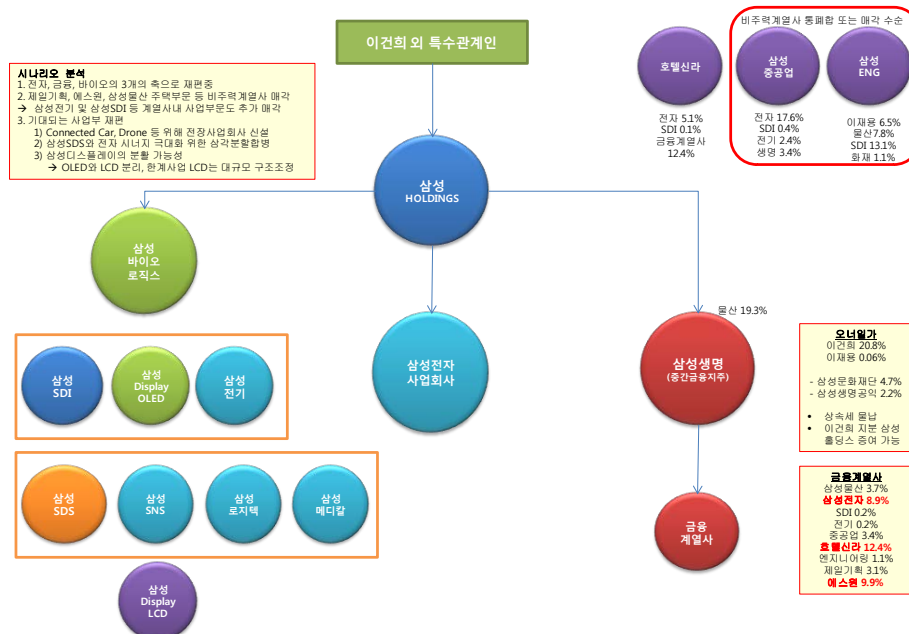 이건희 외 특수관계인
비주력계열사 통폐합 또는 매각 수순
호텔신라
삼성
중공업
삼성
ENG
전자 5.1%
SDI 0.1%
금융계열사
12.4%
전자 17.6%
SDI 0.4%
전기 2.4%
생명 3.4%
이재용 6.5%
물산7.8%
SDI 13.1%
화재 1.1%
시나리오 분석
1. 전자, 금융, 바이오의 3개의 축으로 재편중
2. 제일기획, 에스원, 삼성물산 주택부문 등 비주력계열사 매각
→ 삼성전기 및 삼성SDI 등 계열사내 사업부문도 추가 매각
3. 기대되는 사업부 재편
1) Connected Car, Drone 등 위해 전장사업회사 신설
2) 삼성SDS와 전자 시너지 극대화 위한 삼각분할합병
3) 삼성디스플레이의 분활 가능성
→ OLED와 LCD 분리, 한계사업 LCD는 대규모 구조조정
삼성
HOLDINGS
삼성
바이오
로직스
물산 19.3%
삼성전자
사업회사
삼성생명
(중간금융지주)
오너일가
이건희 20.8%
이재용 0.06%
- 삼성문화재단 4.7%
- 삼성생명공익 2.2%
• 상속세 물납
• 이건희 지분 삼성
홀딩스 증여 가능
삼성
SDI
삼성
Display
OLED
삼성
전기
삼성
SDS
삼성
SNS
삼성
로지텍
삼성
메디칼
금융
계열사
금융계열사
삼성물산 3.7%
삼성전자 8.9%
SDI 0.2%
전기 0.2%
중공업 3.4%
호텔신라 12.4%
엔지니어링 1.1%
제일기획 3.1%
에스원 9.9%
삼성
Display
LCD